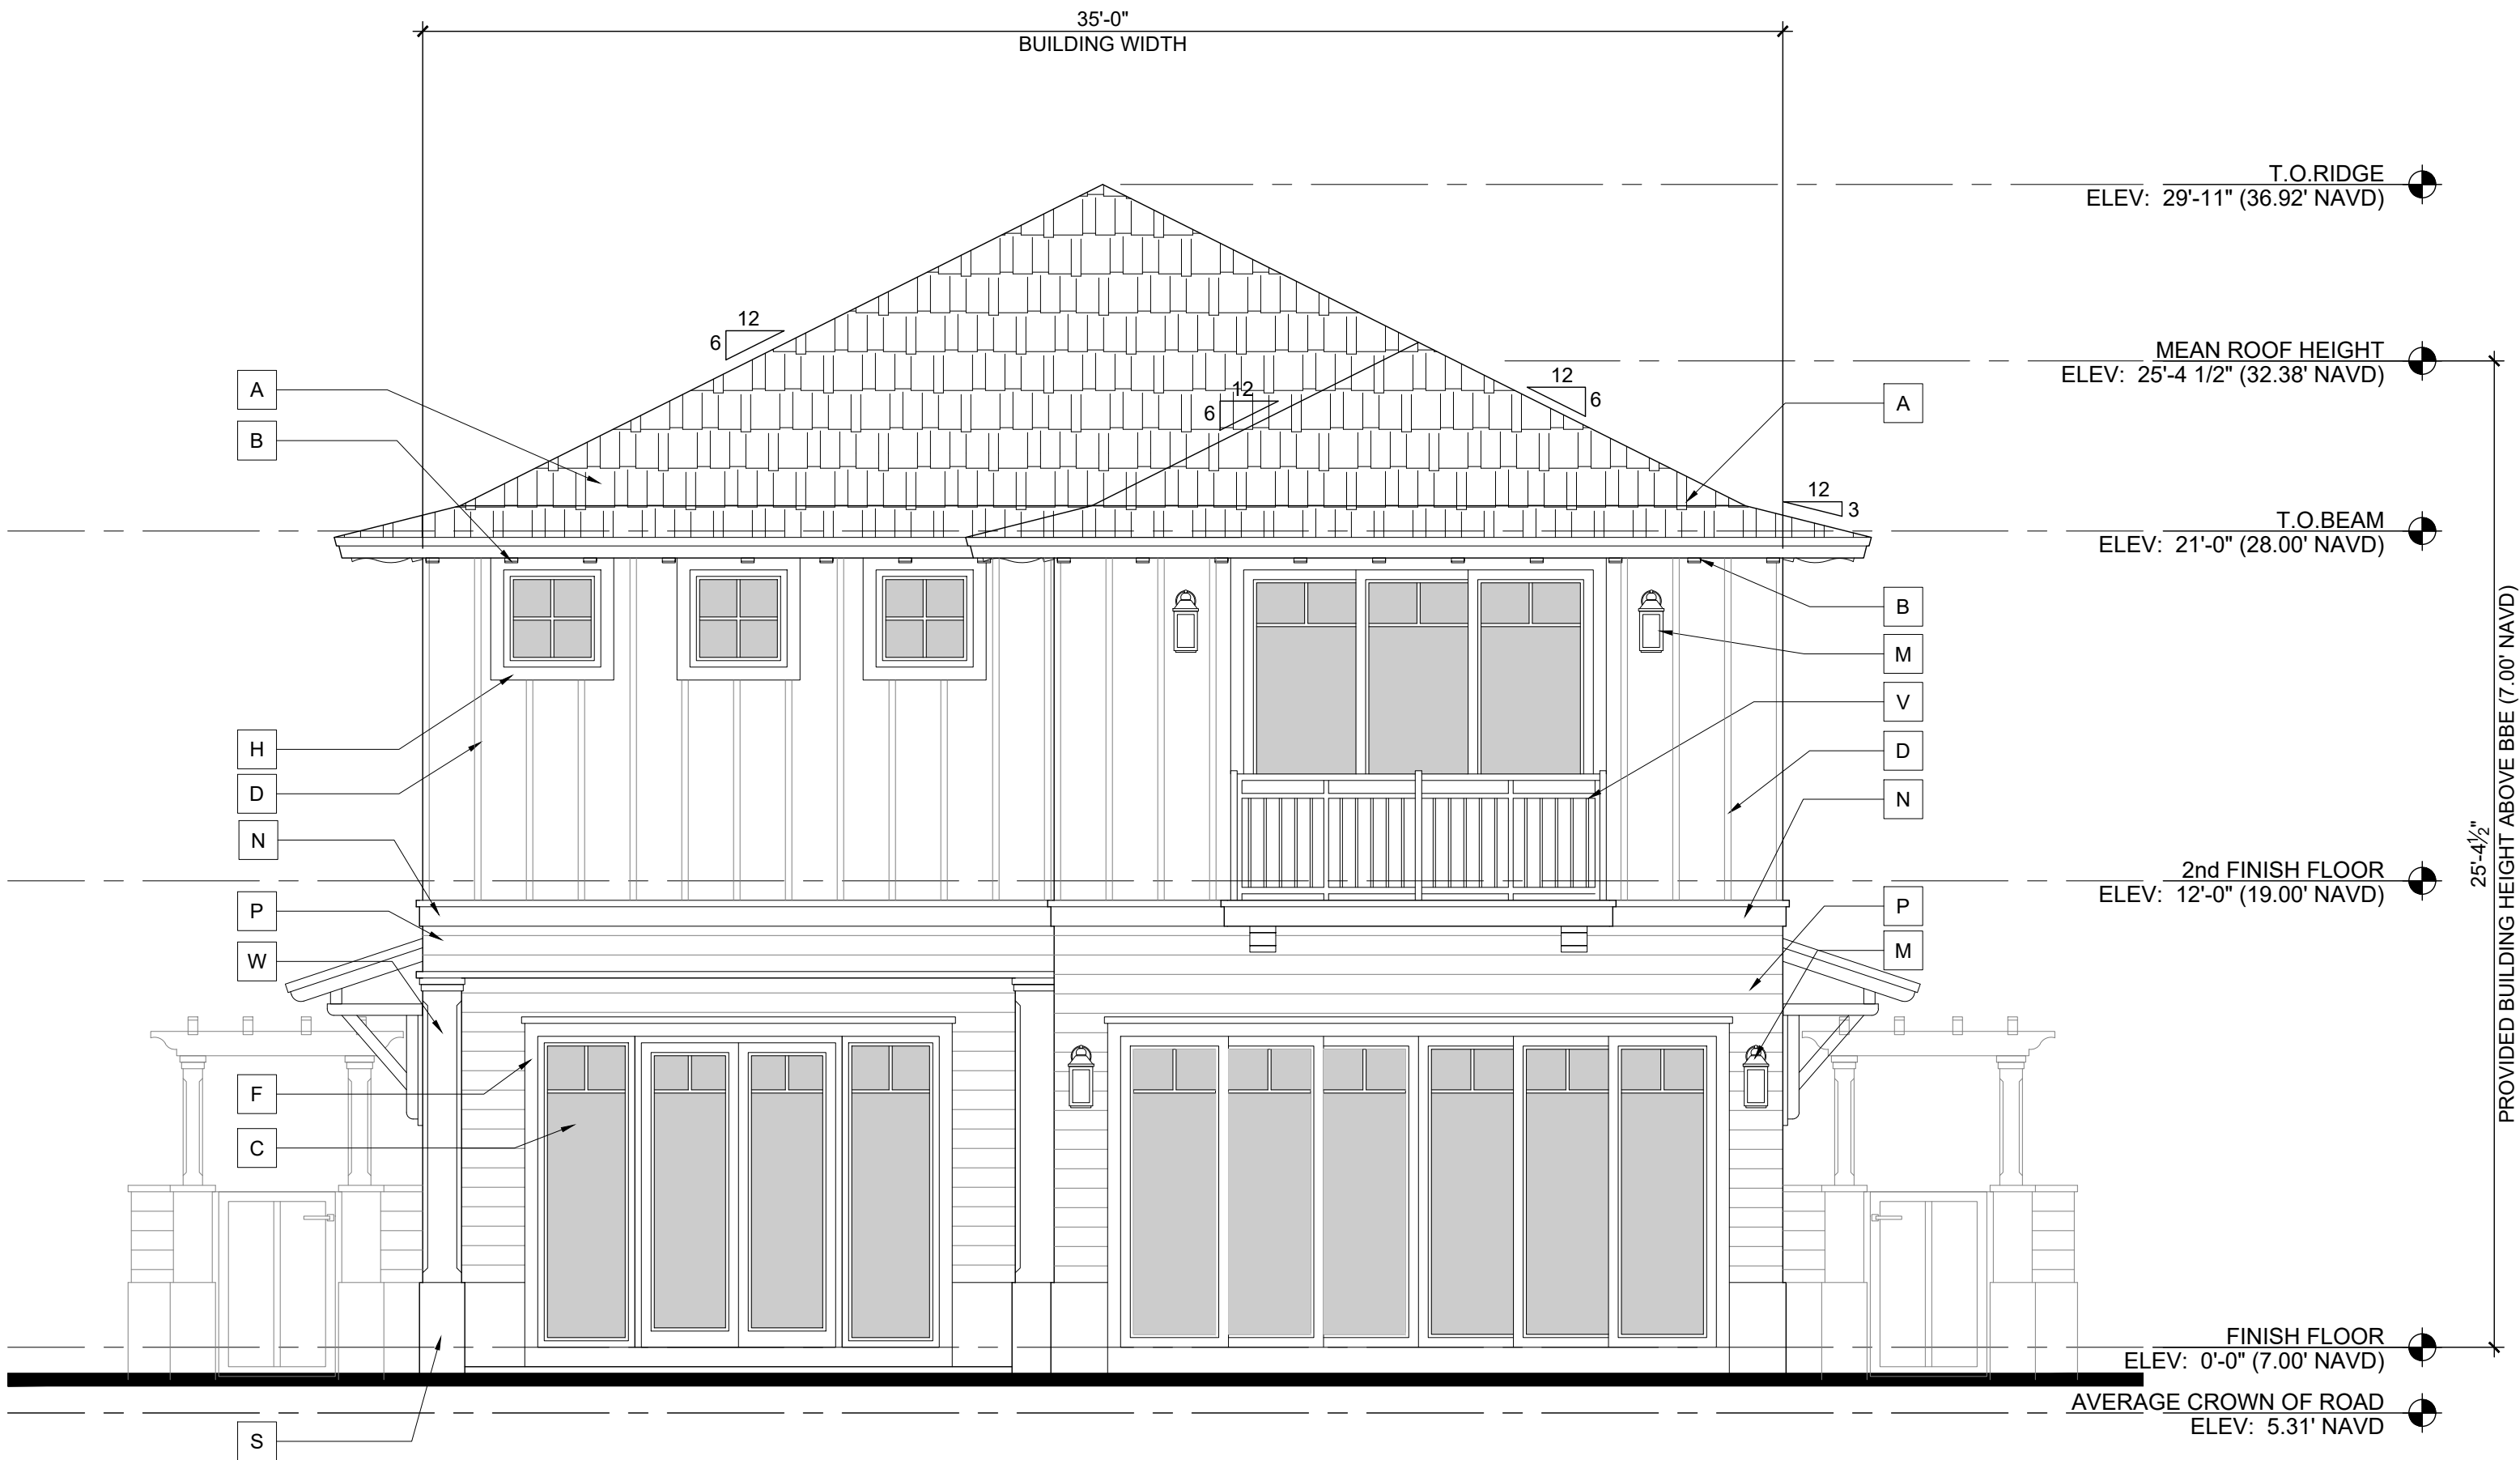 35'-0"
BUILDING WIDTH
T.O.RIDGE
ELEV: 29'-11" (36.92' NAVD)
12
6
MEAN ROOF HEIGHT
ELEV: 25'-4 1/2" (32.38' NAVD)
12
6
12
6
A
A
B
12
3
T.O.BEAM
ELEV: 21'-0" (28.00' NAVD)
B
M
V
H
D
D
N
N
PROVIDED BUILDING HEIGHT ABOVE BBE (7.00' NAVD)
25'-4½"
2nd FINISH FLOOR
ELEV: 12'-0" (19.00' NAVD)
P
P
W
M
F
C
FINISH FLOOR
ELEV: 0'-0" (7.00' NAVD)
AVERAGE CROWN OF ROAD
ELEV: 5.31' NAVD
S